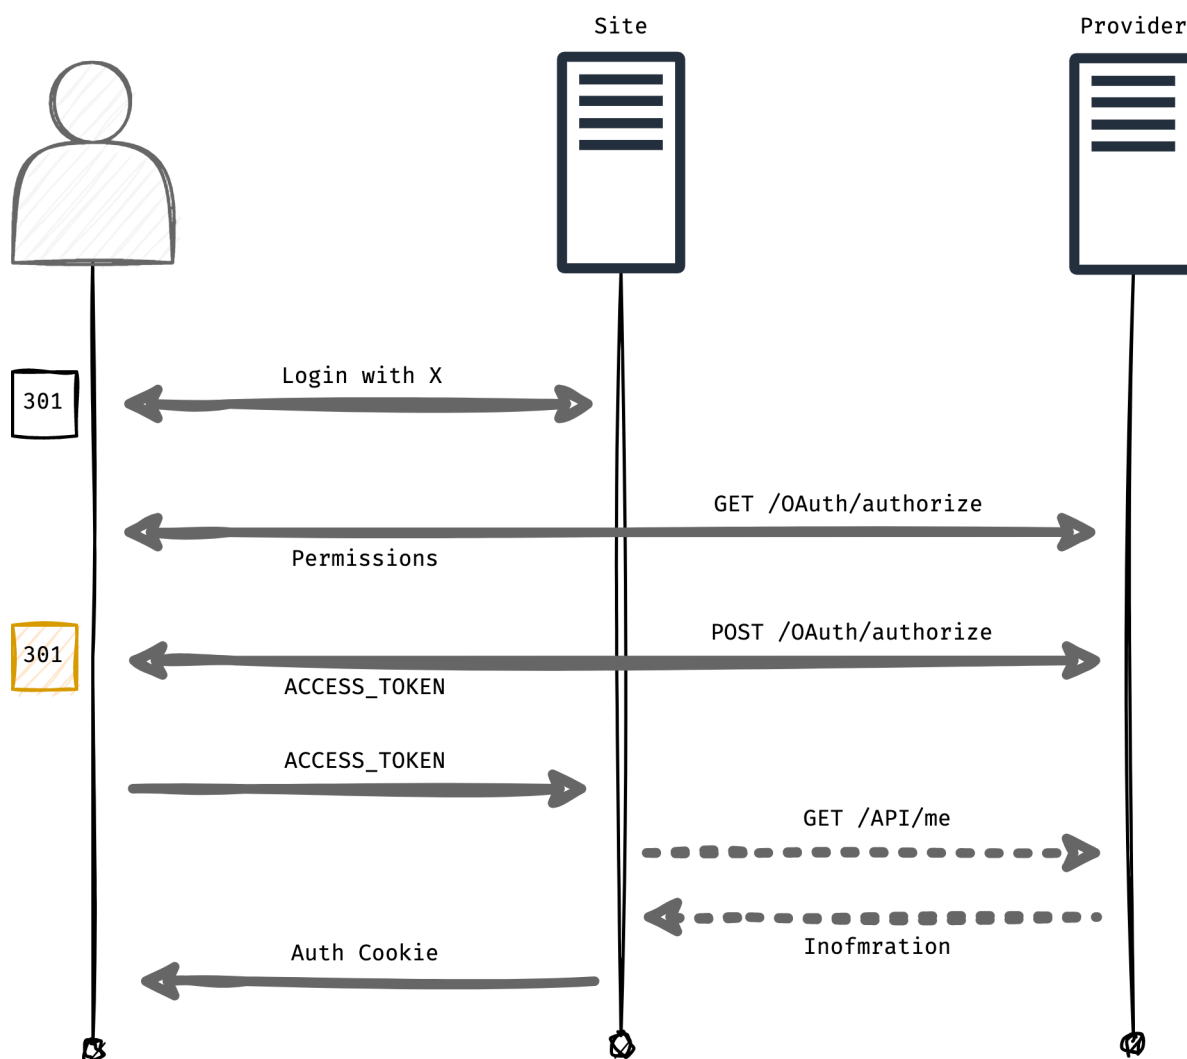 Site
Provider
Login with X
301
GET /OAuth/authorize
Permissions
POST /OAuth/authorize
301
ACCESS_TOKEN
ACCESS_TOKEN
GET /API/me
Inofmration
Auth Cookie